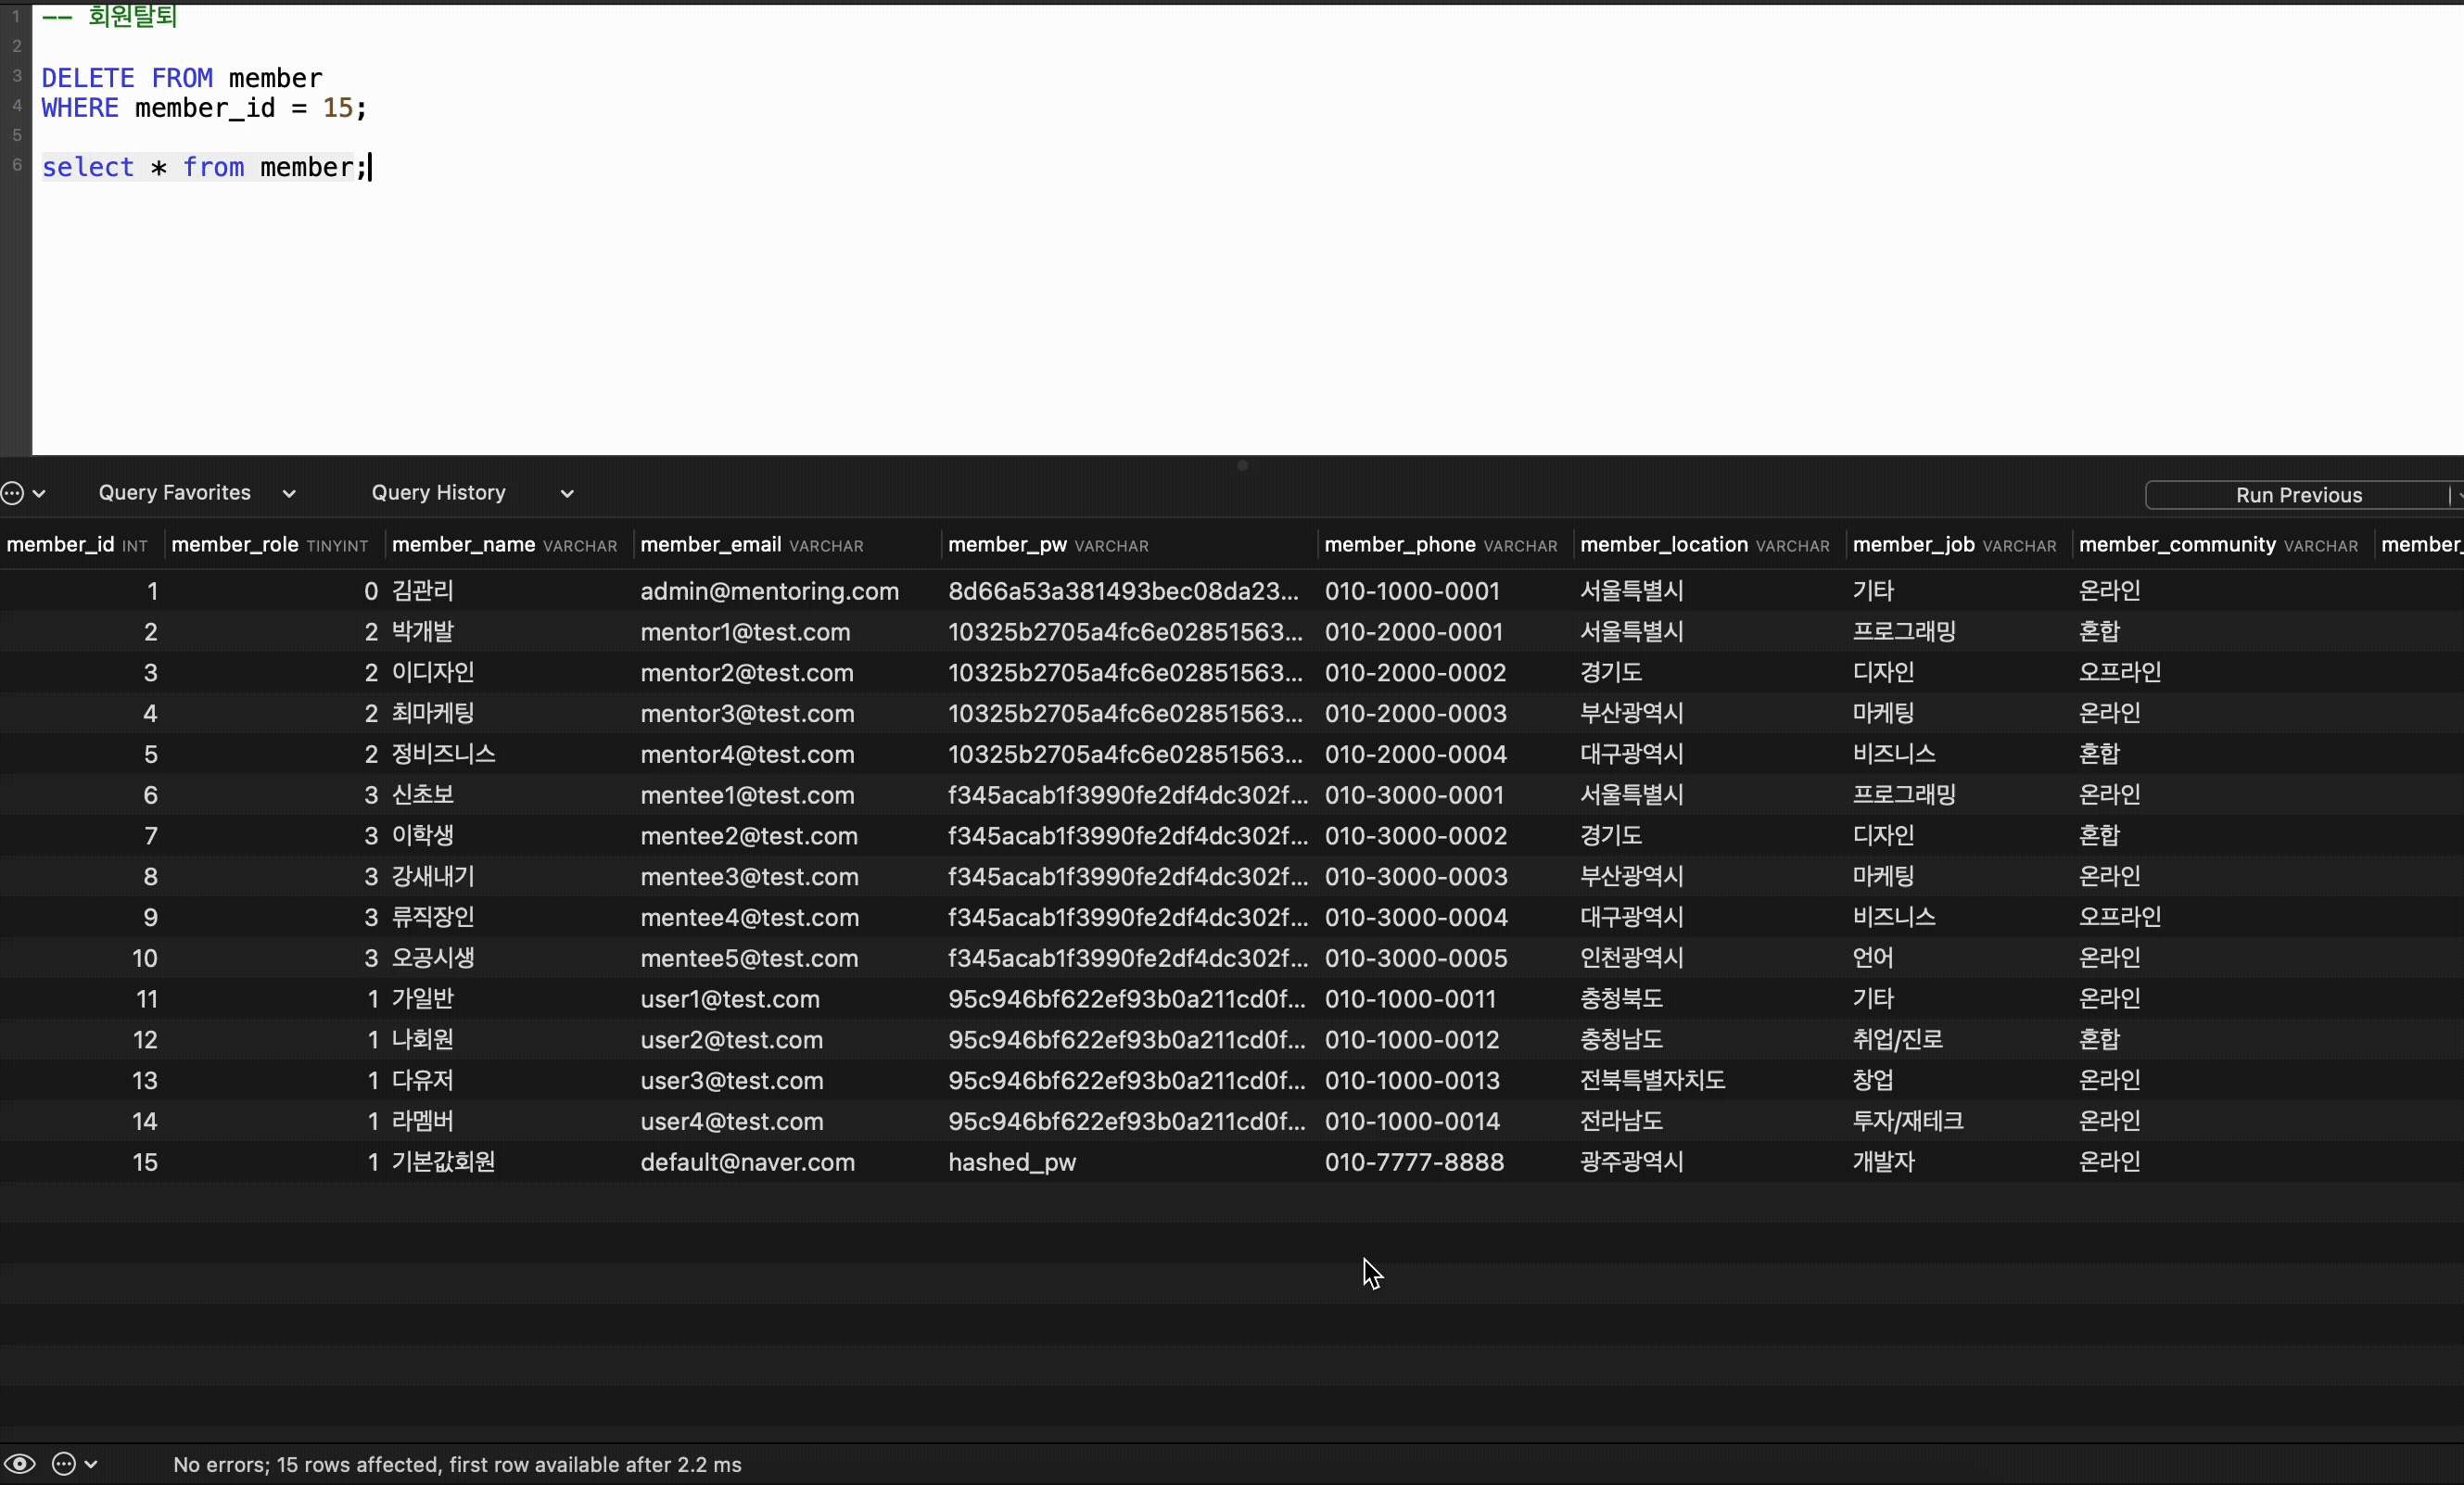 1 -- 회원탈퇴
2
3 DELETE FROM member
4 WHERE member_id = 15;
5
6 select * from member;
Query Favorites Query History Run Previous
member_id INT member_role TINYINT member_name VARCHAR member_email VARCHAR member_pw VARCHAR member_phone VARCHAR member_location VARCHAR member_job VARCHAR member_community VARCHAR member_
1 0 김관리 admin@mentoring.com 8d66a53a381493bec08da23... 010-1000-0001 서울특별시 기타 온라인
2 2 박개발 mentor1@test.com 10325b2705a4fc6e02851563... 010-2000-0001 서울특별시 프로그래밍 혼합
3 2 이디자인 mentor2@test.com 10325b2705a4fc6e02851563... 010-2000-0002 경기도 디자인 오프라인
4 2 최마케팅 mentor3@test.com 10325b2705a4fc6e02851563... 010-2000-0003 부산광역시 마케팅 온라인
5 2 정비즈니스 mentor4@test.com 10325b2705a4fc6e02851563... 010-2000-0004 대구광역시 비즈니스 혼합
6 3 신초보 mentee1@test.com f345acab1f3990fe2df4dc302f... 010-3000-0001 서울특별시 프로그래밍 온라인
7 3 이학생 mentee2@test.com f345acab1f3990fe2df4dc302f... 010-3000-0002 경기도 디자인 혼합
8 3 강새내기 mentee3@test.com f345acab1f3990fe2df4dc302f... 010-3000-0003 부산광역시 마케팅 온라인
9 3 류직장인 mentee4@test.com f345acab1f3990fe2df4dc302f... 010-3000-0004 대구광역시 비즈니스 오프라인
10 3 오공시생 mentee5@test.com f345acab1f3990fe2df4dc302f... 010-3000-0005 인천광역시 언어 온라인
11 1 가일반 user1@test.com 95c946bf622ef93b0a211cd0f... 010-1000-0011 충청북도 기타 온라인
12 1 나회원 user2@test.com 95c946bf622ef93b0a211cd0f... 010-1000-0012 충청남도 취업/진로 혼합
13 1 다유저 user3@test.com 95c946bf622ef93b0a211cd0f... 010-1000-0013 전북특별자치도 창업 온라인
14 1 라멤버 user4@test.com 95c946bf622ef93b0a211cd0f... 010-1000-0014 전라남도 투자/재테크 온라인
15 1 기본값회원 default@naver.com hashed_pw 010-7777-8888 광주광역시 개발자 온라인
No errors; 15 rows affected, first row available after 2.2 ms